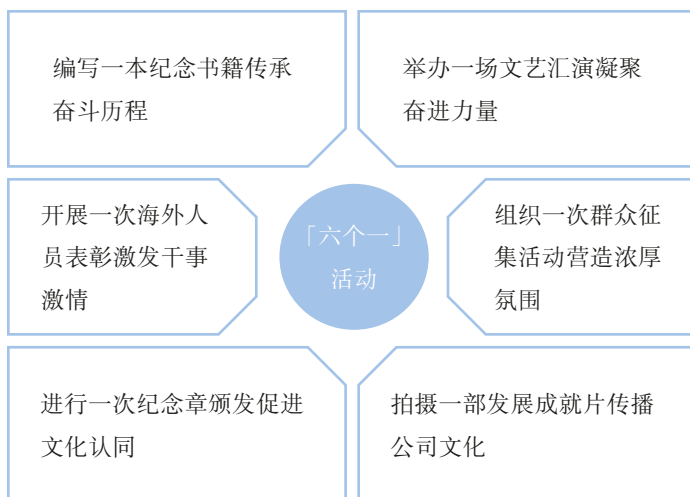 编写一本纪念书籍传承
奋斗历程
举办一场文艺汇演凝聚
奋进力量
开展一次海外人
员表彰激发干事
激情
「六个一」
活动
组织一次群众征
集活动营造浓厚
氛围
进行一次纪念章颁发促进
文化认同
拍摄一部发展成就片传播
公司文化